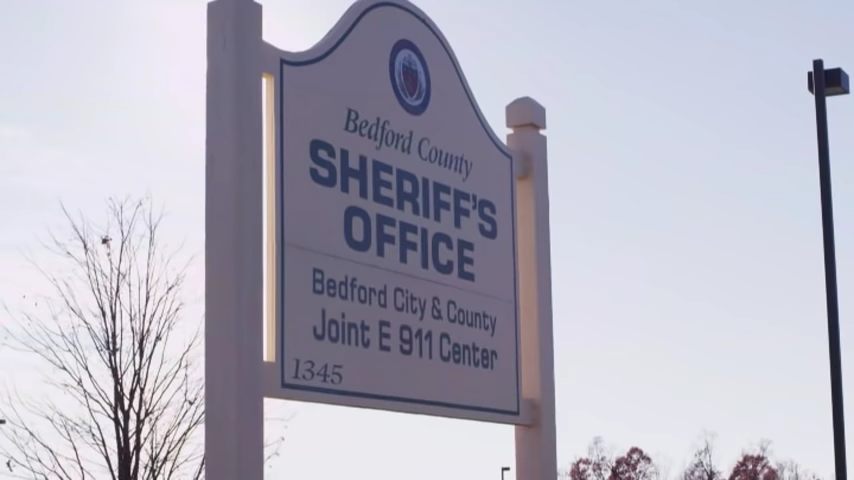 Bedford County
SHERIFF'S
OFFICE
Bedford City & County
Joint E 911 Center
1345